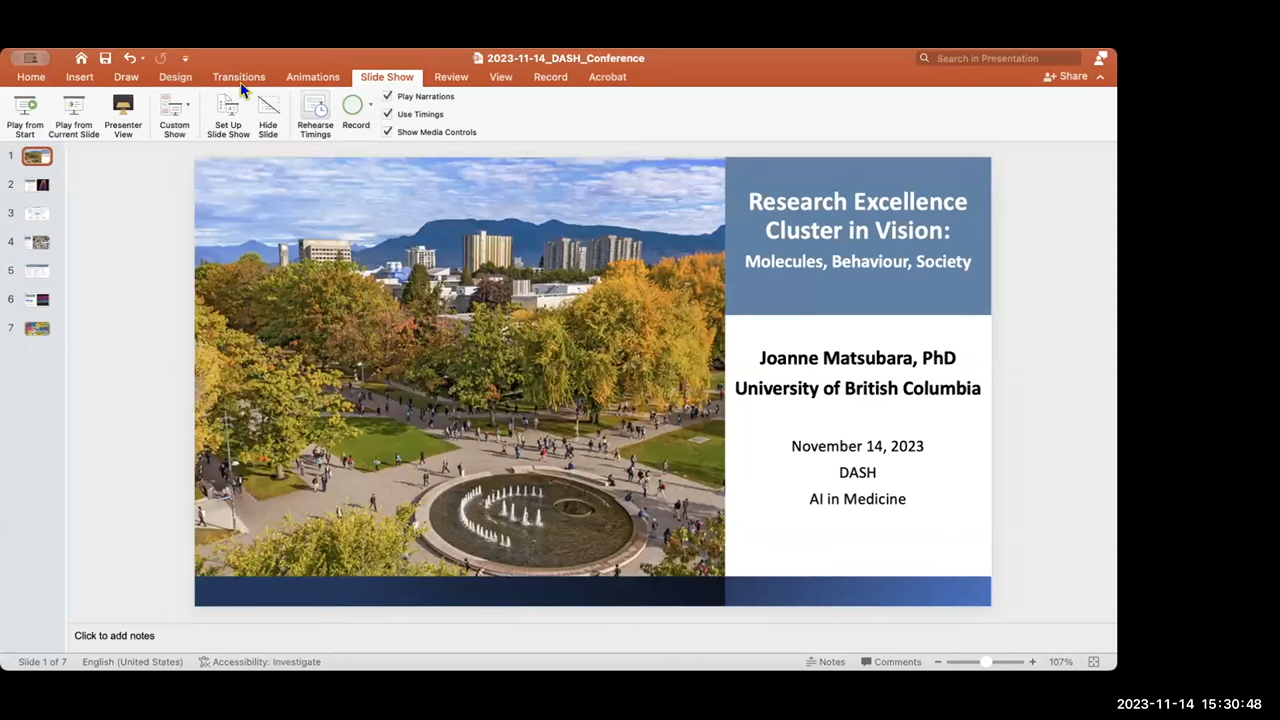 2023-11-14_DASH_Conference
Search in Presentation
Home Insert Draw Design Transitions Animations Slide Show Review View Record Acrobat
Share
Play from Start
Play from Current Slide
Presenter View
Custom Show
Set Up Slide Show
Hide Slide
Rehearse Timings
Record
Play Narrations
Use Timings
Show Media Controls
1
2
3
4
5
6
7
Research Excellence
Cluster in Vision:
Molecules, Behaviour, Society
Joanne Matsubara, PhD
University of British Columbia
November 14, 2023
DASH
AI in Medicine
Click to add notes
Slide 1 of 7 English (United States) Accessibility: Investigate Notes Comments 107%
2023-11-14 15:30:48